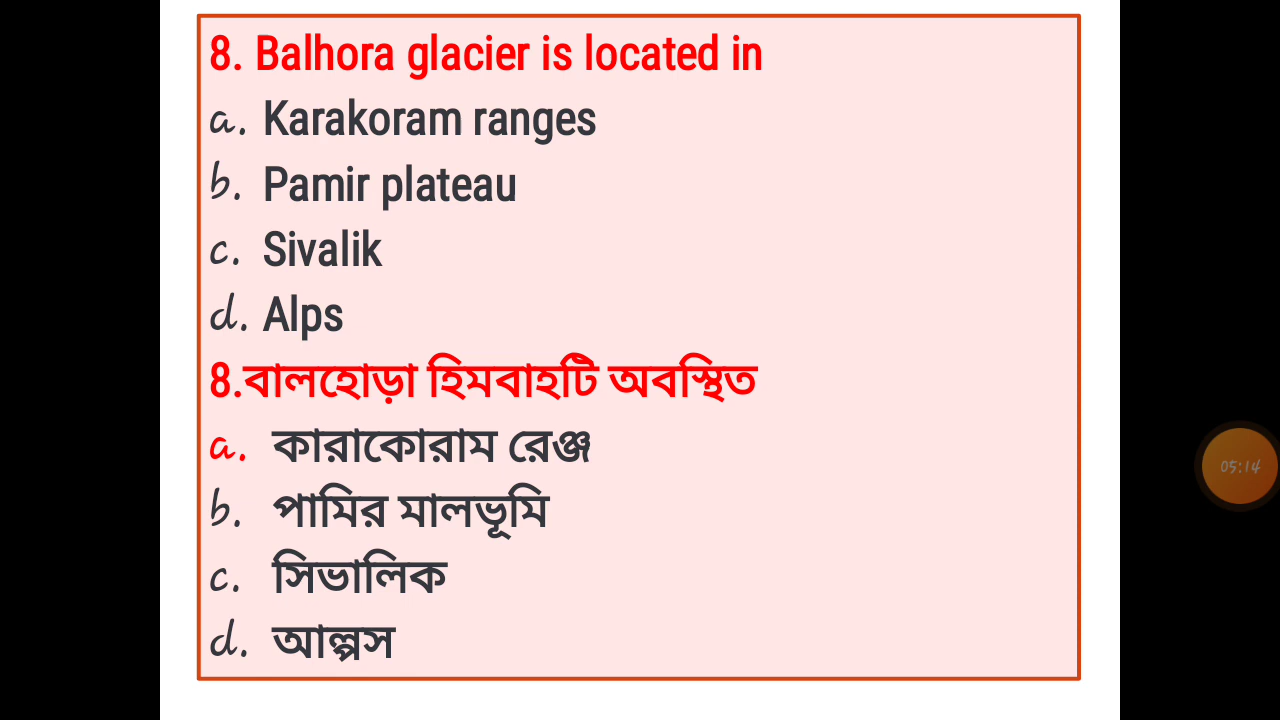 8. Balhora glacier is located in
a. Karakoram ranges
b. Pamir plateau
c. Sivalik
d. Alps
8.বালহোড়া হিমবাহটি অবস্থিত
a. কারাকোরাম রেঞ্জ
b. পামির মালভূমি
c. সিভালিক
d. আল্পস
05:14